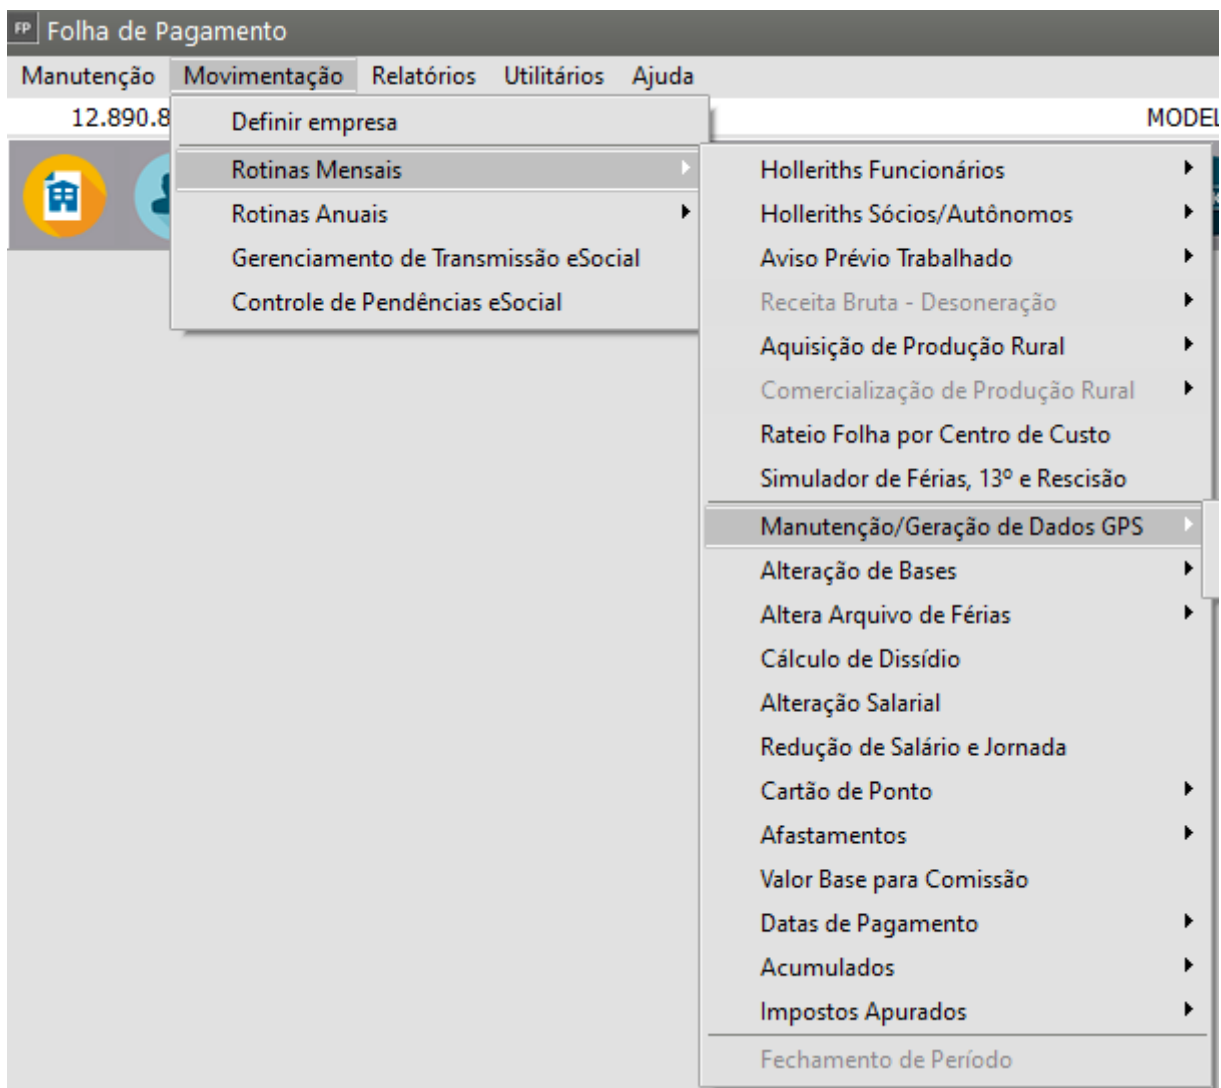 FP Folha de Pagamento
Manutenção Movimentação Relatórios Utilitários Ajuda
12.890.8 MODEL
Definir empresa
Rotinas Mensais
Rotinas Anuais
Gerenciamento de Transmissão eSocial
Controle de Pendências eSocial
Holleriths Funcionários
Holleriths Sócios/Autônomos
Aviso Prévio Trabalhado
Receita Bruta - Desoneração
Aquisição de Produção Rural
Comercialização de Produção Rural
Rateio Folha por Centro de Custo
Simulador de Férias, 13º e Rescisão
Manutenção/Geração de Dados GPS
Alteração de Bases
Altera Arquivo de Férias
Cálculo de Dissídio
Alteração Salarial
Redução de Salário e Jornada
Cartão de Ponto
Afastamentos
Valor Base para Comissão
Datas de Pagamento
Acumulados
Impostos Apurados
Fechamento de Período